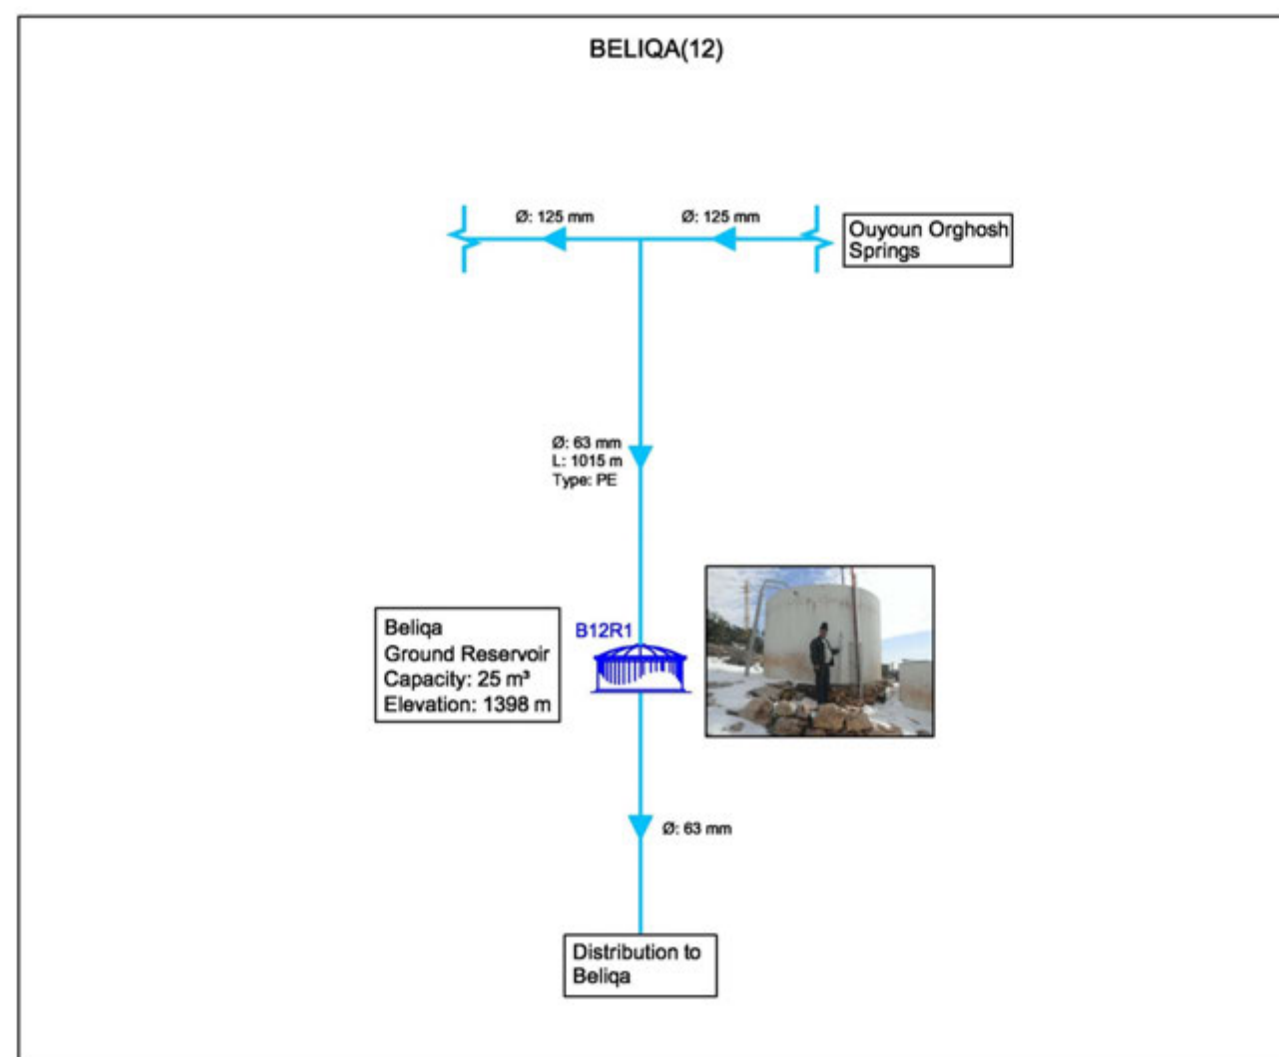 BELIQA(12)
Ø: 125 mm
Ø: 125 mm
Ouyoun Orghosh
Springs
Ø: 63 mm
L: 1015 m
Type: PE
B12R1
Beliqa
Ground Reservoir
Capacity: 25 m³
Elevation: 1398 m
Ø: 63 mm
Distribution to
Beliqa